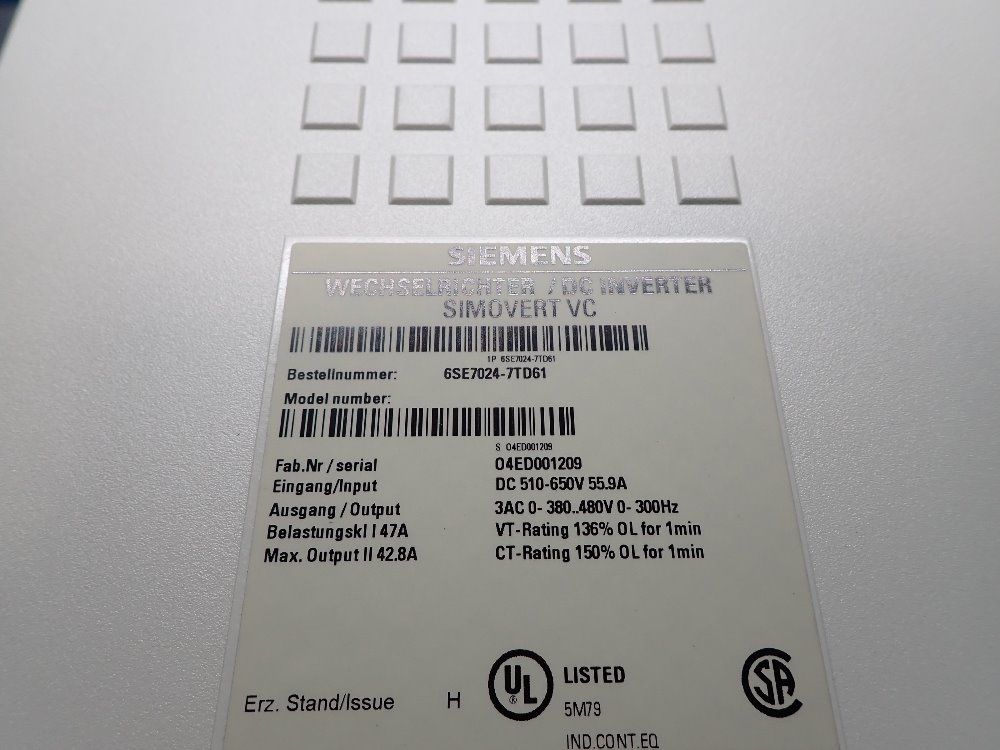 SIEMENS
WECHSELRICHTER / DC INVERTER
SIMOVERT VC
1P 6SE7024-7TD61
Bestellnummer: 6SE7024-7TD61
Model number:
S O4ED001209
Fab.Nr / serial O4ED001209
Eingang/Input DC 510-650V 55.9A
Ausgang / Output 3AC 0- 380..480V 0- 300Hz
Belastungskl I 47A VT-Rating 136% OL for 1min
Max. Output II 42.8A CT-Rating 150% OL for 1min
Erz. Stand/Issue H
UL
®
LISTED
5M79
IND.CONT.EQ
SA